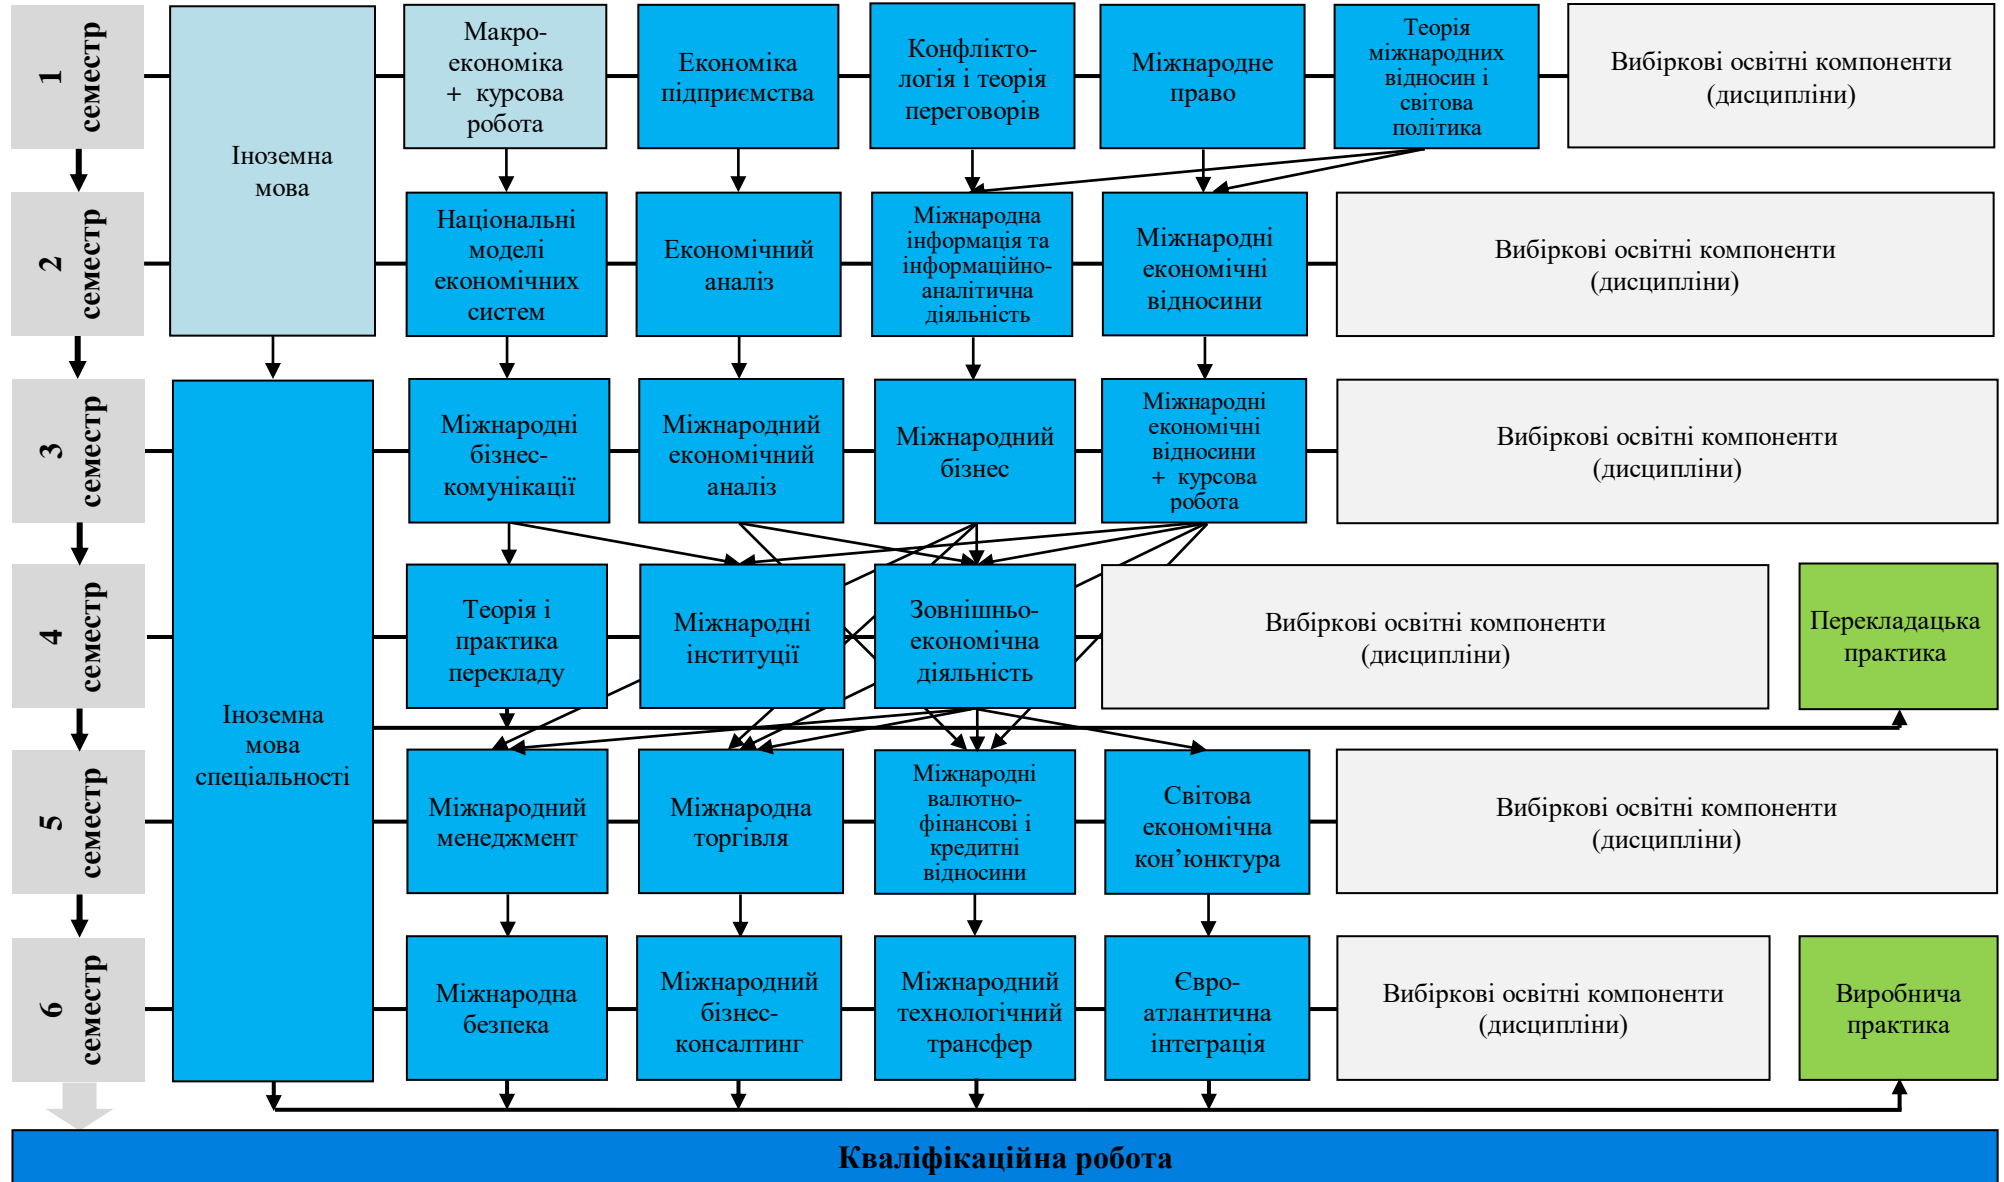 1
семестр
Іноземна
мова
Макро-
економіка
+ курсова
робота
Економіка
підприємства
Конфлікто-
логія і теорія
переговорів
Міжнародне
право
Теорія
міжнародних
відносин і
світова
політика
Вибіркові освітні компоненти
(дисципліни)
2
семестр
Національні
моделі
економічних
систем
Економічний
аналіз
Міжнародна
інформація та
інформаційно-
аналітична
діяльність
Міжнародні
економічні
відносини
Вибіркові освітні компоненти
(дисципліни)
3
семестр
Іноземна
мова
спеціальності
Міжнародні
бізнес-
комунікації
Міжнародний
економічний
аналіз
Міжнародний
бізнес
Міжнародні
економічні
відносини
+ курсова
робота
Вибіркові освітні компоненти
(дисципліни)
4
семестр
Теорія і
практика
перекладу
Міжнародні
інституції
Зовнішньо-
економічна
діяльність
Вибіркові освітні компоненти
(дисципліни)
Перекладацька
практика
5
семестр
Міжнародний
менеджмент
Міжнародна
торгівля
Міжнародні
валютно-
фінансові і
кредитні
відносини
Світова
економічна
кон’юнктура
Вибіркові освітні компоненти
(дисципліни)
6
семестр
Міжнародна
безпека
Міжнародний
бізнес-
консалтинг
Міжнародний
технологічний
трансфер
Євро-
атлантична
інтеграція
Вибіркові освітні компоненти
(дисципліни)
Виробнича
практика
Кваліфікаційна робота